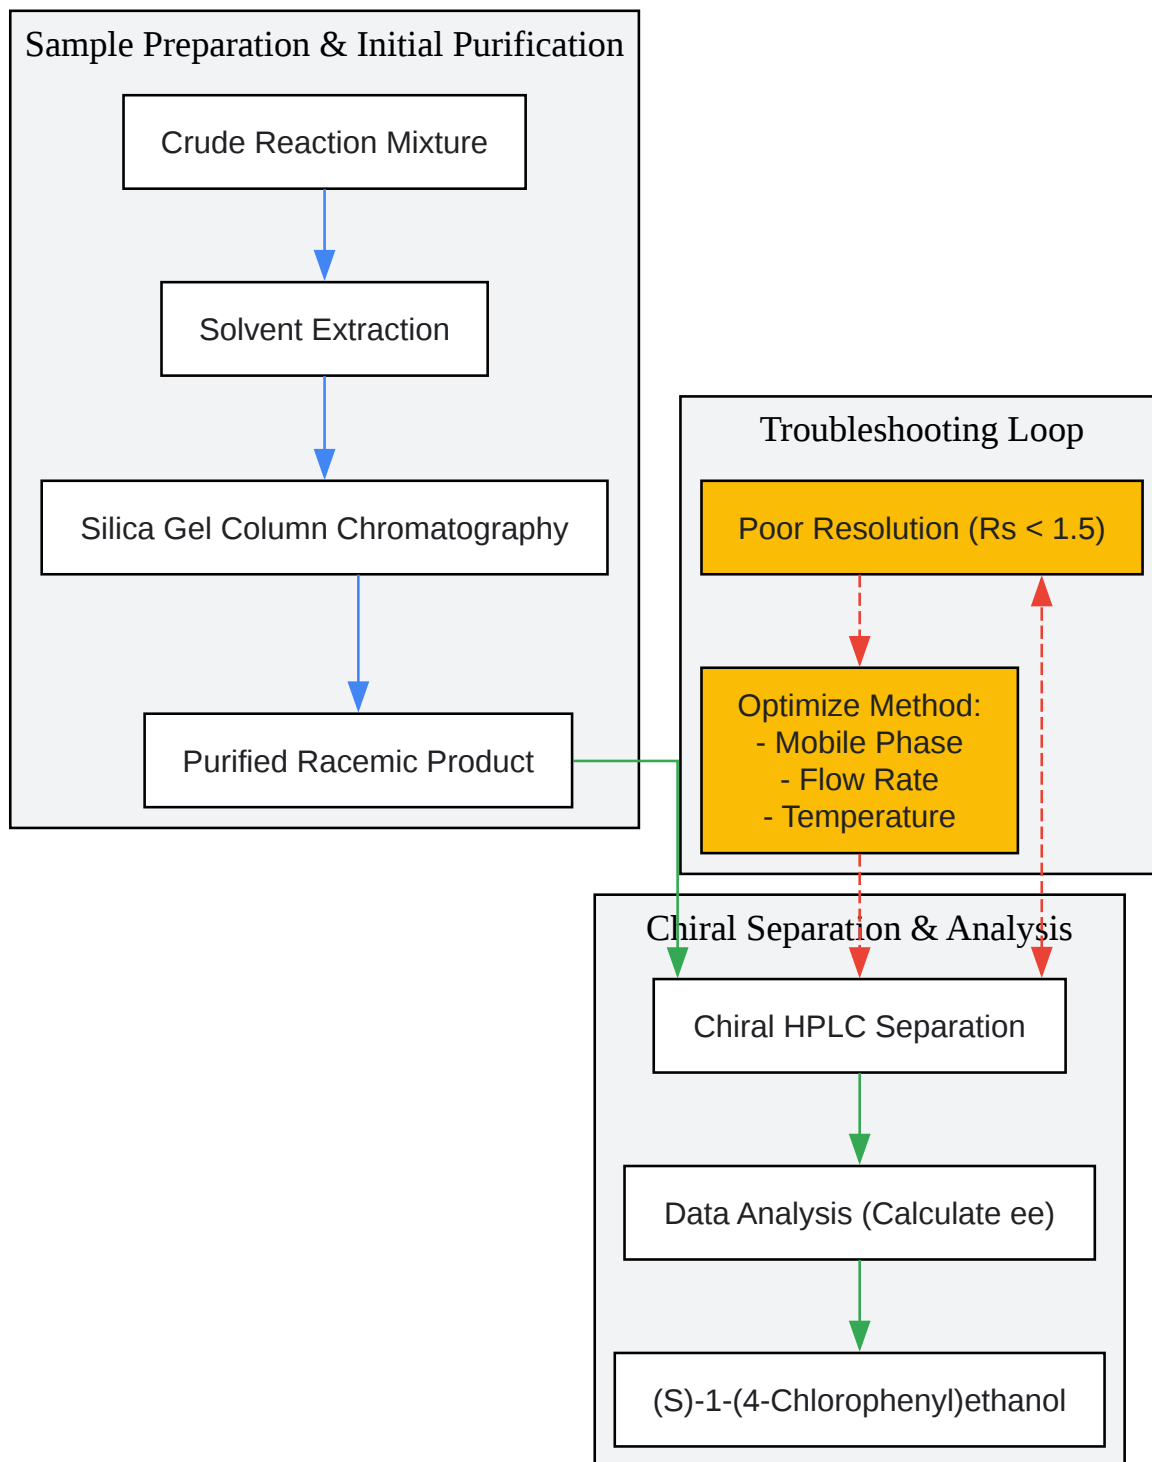 Sample Preparation & Initial Purification
Crude Reaction Mixture
Solvent Extraction
Silica Gel Column Chromatography
Purified Racemic Product
Troubleshooting Loop
Poor Resolution (Rs < 1.5)
Optimize Method:
- Mobile Phase
- Flow Rate
- Temperature
Chiral Separation & Analysis
Chiral HPLC Separation
Data Analysis (Calculate ee)
(S)-1-(4-Chlorophenyl)ethanol